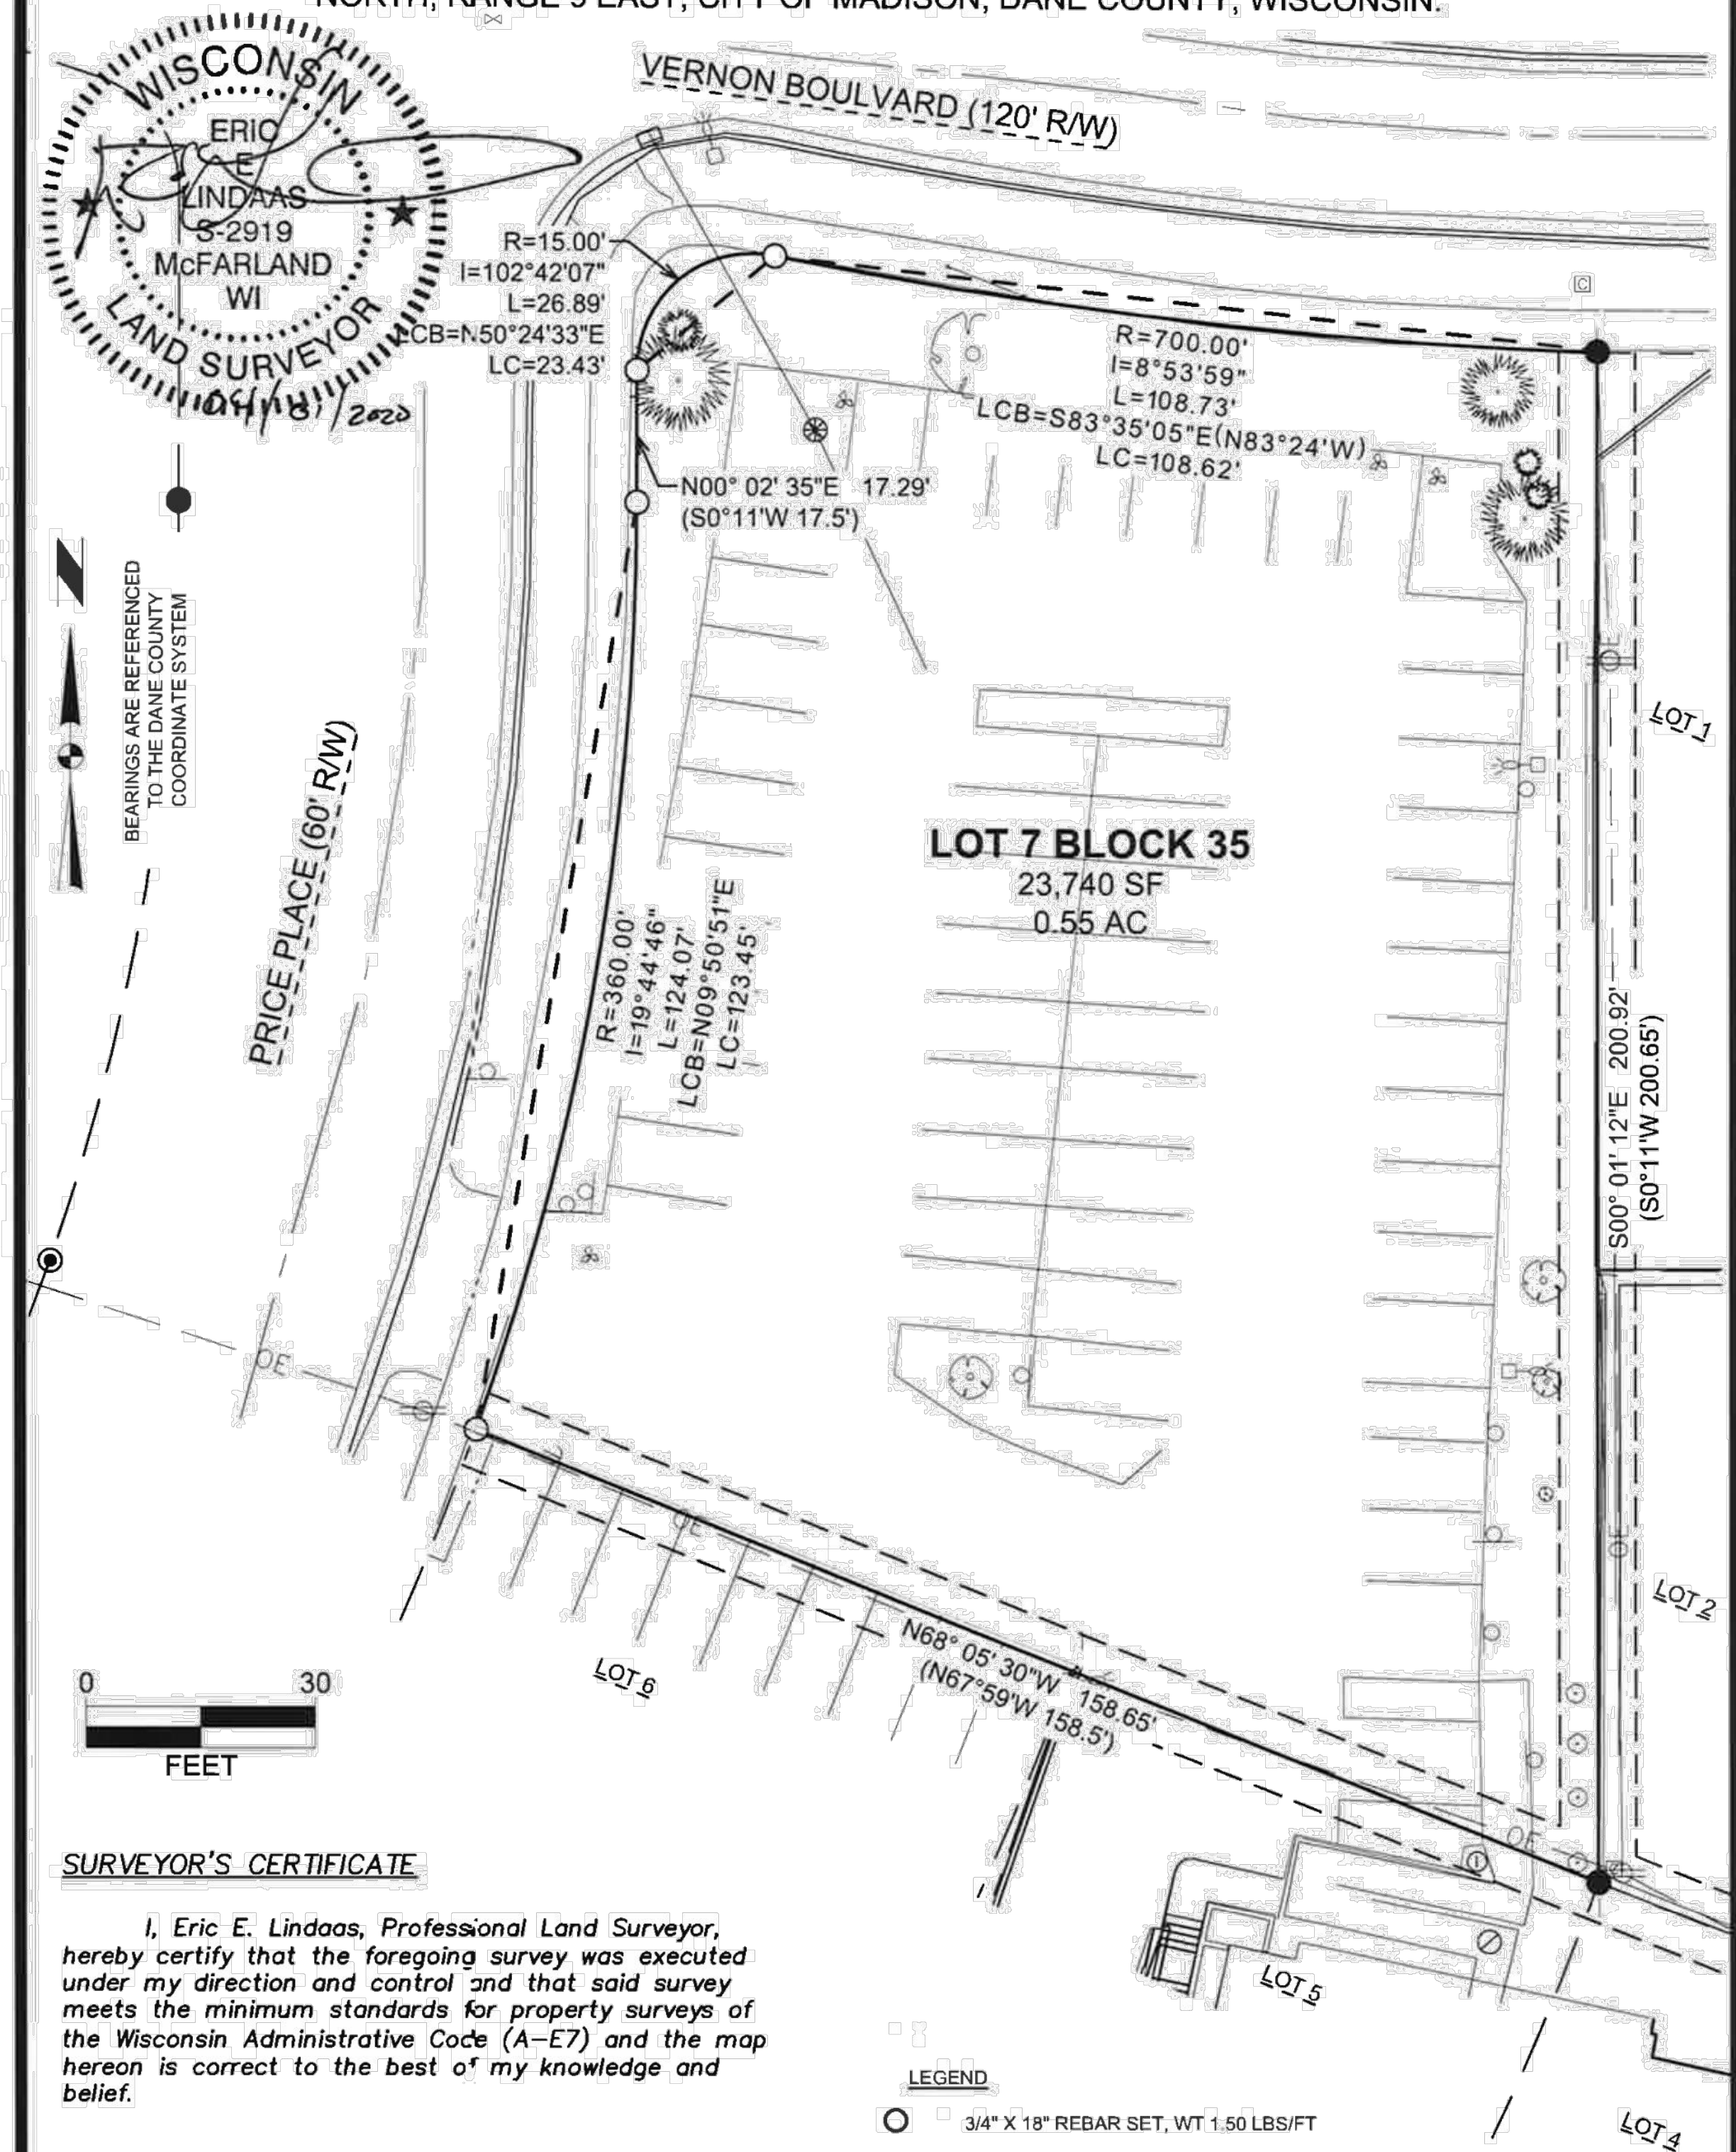 NORTH, RANGE 9 EAST, CITY OF MADISON, DANE COUNTY, WISCONSIN.
WISCONSIN
ERIC
E
LINDAAS
S-2919
McFARLAND
WI
LAND SURVEYOR
/2020
VERNON BOULVARD (120' R/W)
R=15.00'
I=102°42'07"
L=26.89'
LCB=N50°24'33"E
LC=23.43'
R=700.00'
I=8°53'59"
L=108.73'
LCB=S83°35'05"E(N83°24'W)
LC=108.62'
C
N00° 02' 35"E 17.29'
(S0°11'W 17.5')
N
BEARINGS ARE REFERENCED
TO THE DANE COUNTY
COORDINATE SYSTEM
PRICE PLACE (60' R/W)
LOT 7 BLOCK 35
23,740 SF
0.55 AC
R=360.00'
I=19°44'46"
L=124.07'
LCB=N09°50'51"E
LC=123.45'
OE
LOT 1
S00° 01' 12"E 200.92'
(S0°11'W 200.65')
OE
OE
OE
LOT 2
N68° 05' 30"W 158.65'
(N67°59'W 158.5')
LOT 6
OE
0 30
FEET
LOT 5
LOT 4
SURVEYOR'S CERTIFICATE
I, Eric E. Lindaas, Professional Land Surveyor,
hereby certify that the foregoing survey was executed
under my direction and control and that said survey
meets the minimum standards for property surveys of
the Wisconsin Administrative Code (A-E7) and the map
hereon is correct to the best of my knowledge and
belief.
LEGEND
3/4" X 18" REBAR SET, WT 1.50 LBS/FT